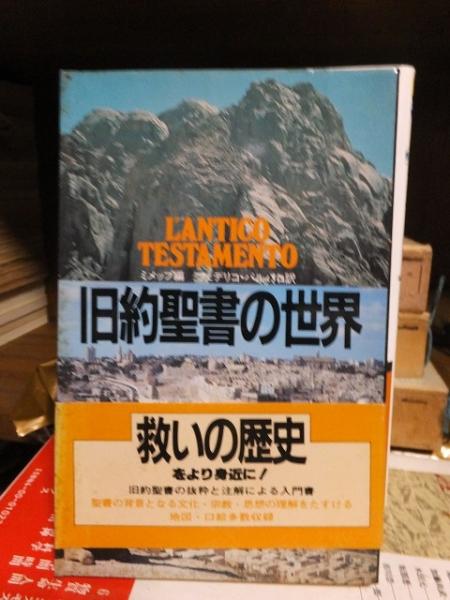 L'ANTICO
TESTAMENTO
ミメップ編
旧約聖書の世界
救いの歴史
をより身近に!
旧約聖書の抜粋と注解による入門書
聖書の背景となる文化・宗教・思想の理解をたすける
地図・口絵多数収録